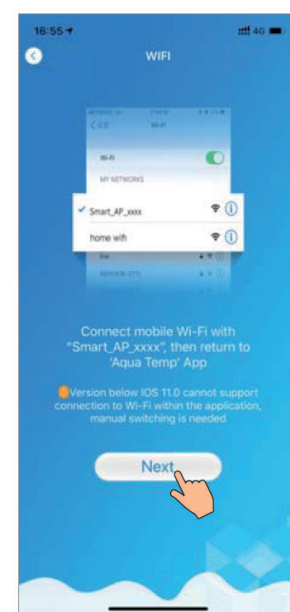 16:55
4G
WIFI
Wi-Fi
Wi-Fi
MY NETWORKS
Smart_AP_xxxx
home wifi
Connect mobile Wi-Fi with
"Smart_AP_xxxx", then return to
'Aqua Temp' App
Version below IOS 11.0 cannot support
connection to Wi-Fi within the application,
manual switching is needed
Next